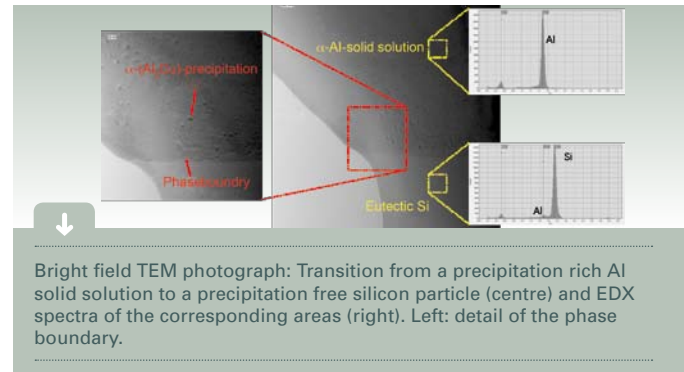 α-Al-solid solution
Al
α-(Al2Cu)-precipitation
Phaseboundry
Si
Al
Eutectic Si
Bright field TEM photograph: Transition from a precipitation rich Al
solid solution to a precipitation free silicon particle (centre) and EDX
spectra of the corresponding areas (right). Left: detail of the phase
boundary.